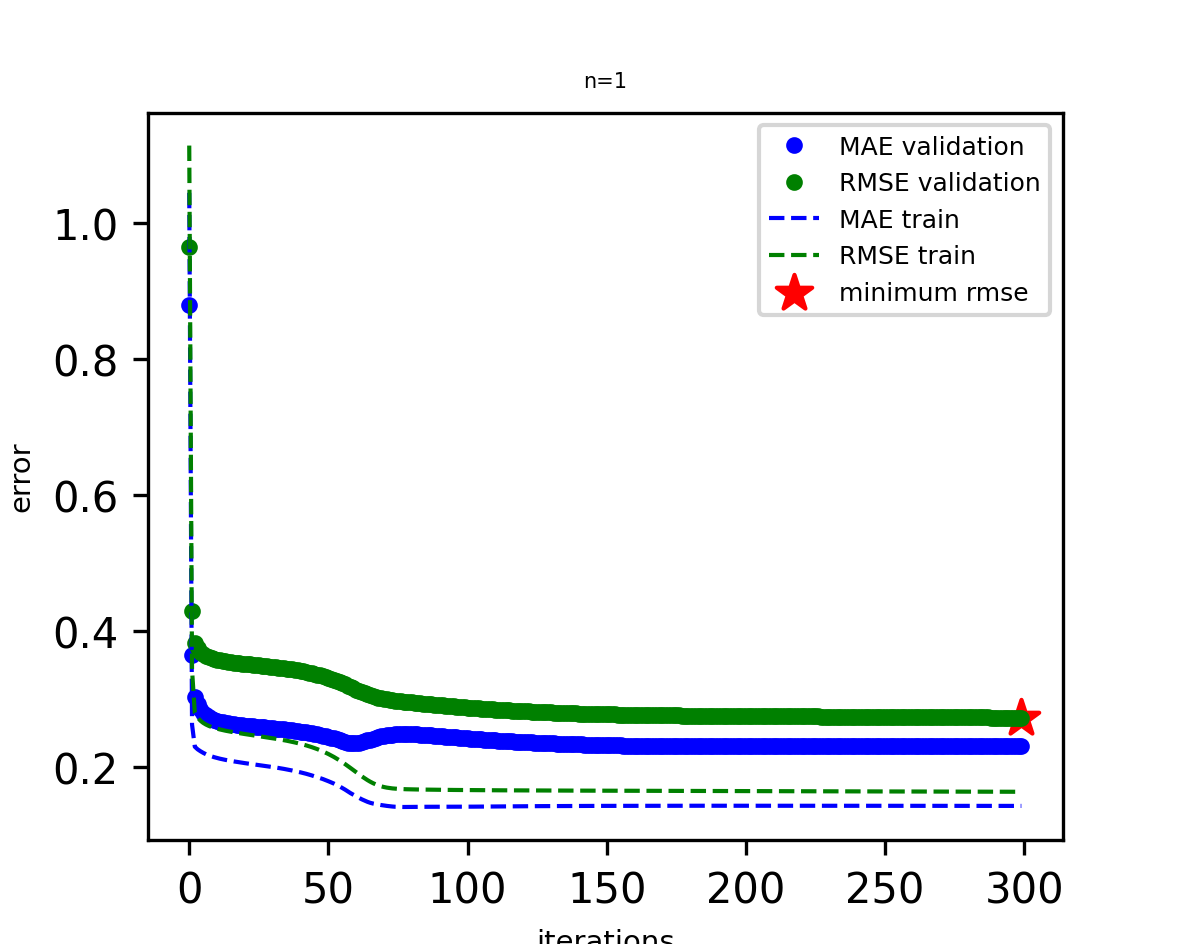 n=1
MAE validation
RMSE validation
MAE train
RMSE train
minimum rmse
error
1.0
0.8
0.6
0.4
0.2
0 50 100 150 200 250 300
iterations